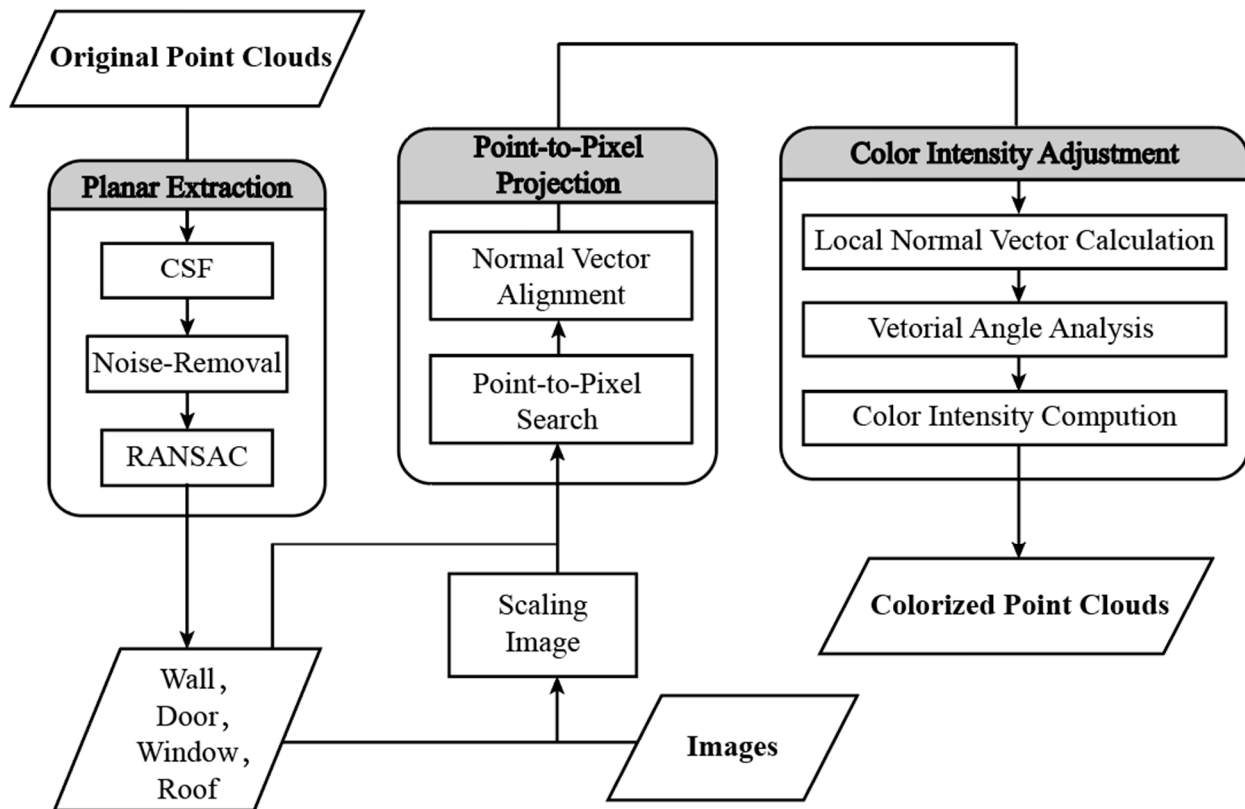 Original Point Clouds
Planar Extraction
CSF
Noise-Removal
RANSAC
Wall,
Door,
Window,
Roof
Point-to-Pixel
Projection
Normal Vector
Alignment
Point-to-Pixel
Search
Scaling
Image
Images
Color Intensity Adjustment
Local Normal Vector Calculation
Vetorial Angle Analysis
Color Intensity Compution
Colorized Point Clouds